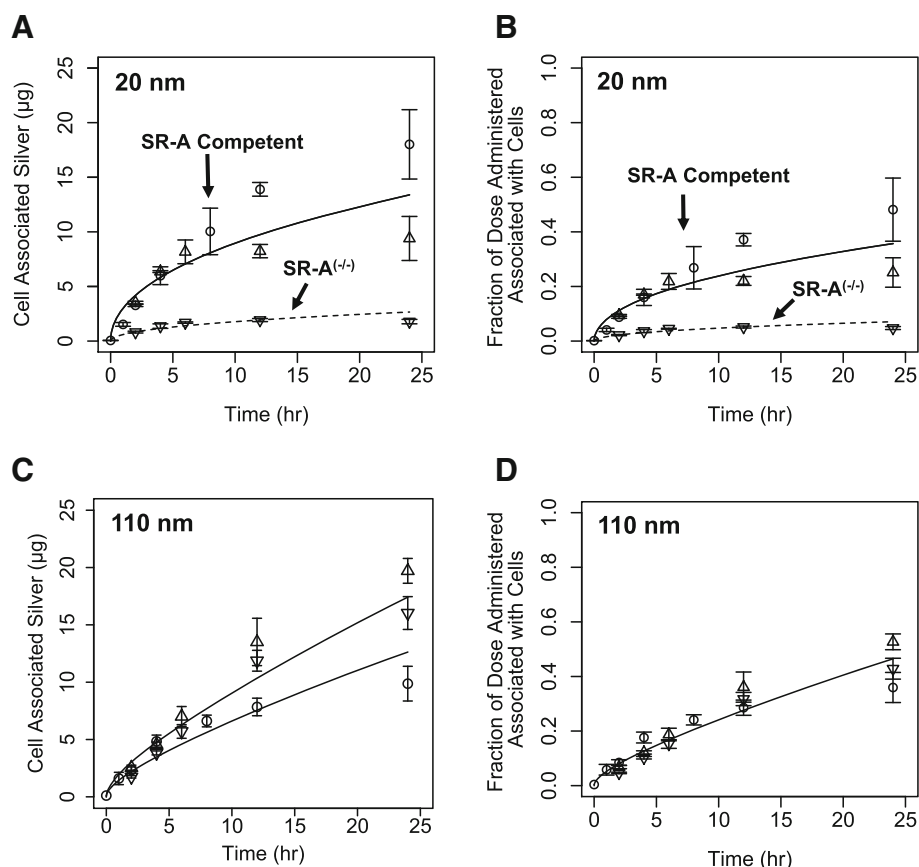 A
20 nm
SR-A Competent
SR-A(-/-)
Cell Associated Silver (µg)
0 5 10 15 20 25
0 5 10 15 20 25
Time (hr)
B
20 nm
SR-A Competent
SR-A(-/-)
Fraction of Dose Administered
Associated with Cells
0.0 0.2 0.4 0.6 0.8 1.0
0 5 10 15 20 25
Time (hr)
C
110 nm
Cell Associated Silver (µg)
0 5 10 15 20 25
0 5 10 15 20 25
Time (hr)
D
110 nm
Fraction of Dose Administered
Associated with Cells
0.0 0.2 0.4 0.6 0.8 1.0
0 5 10 15 20 25
Time (hr)